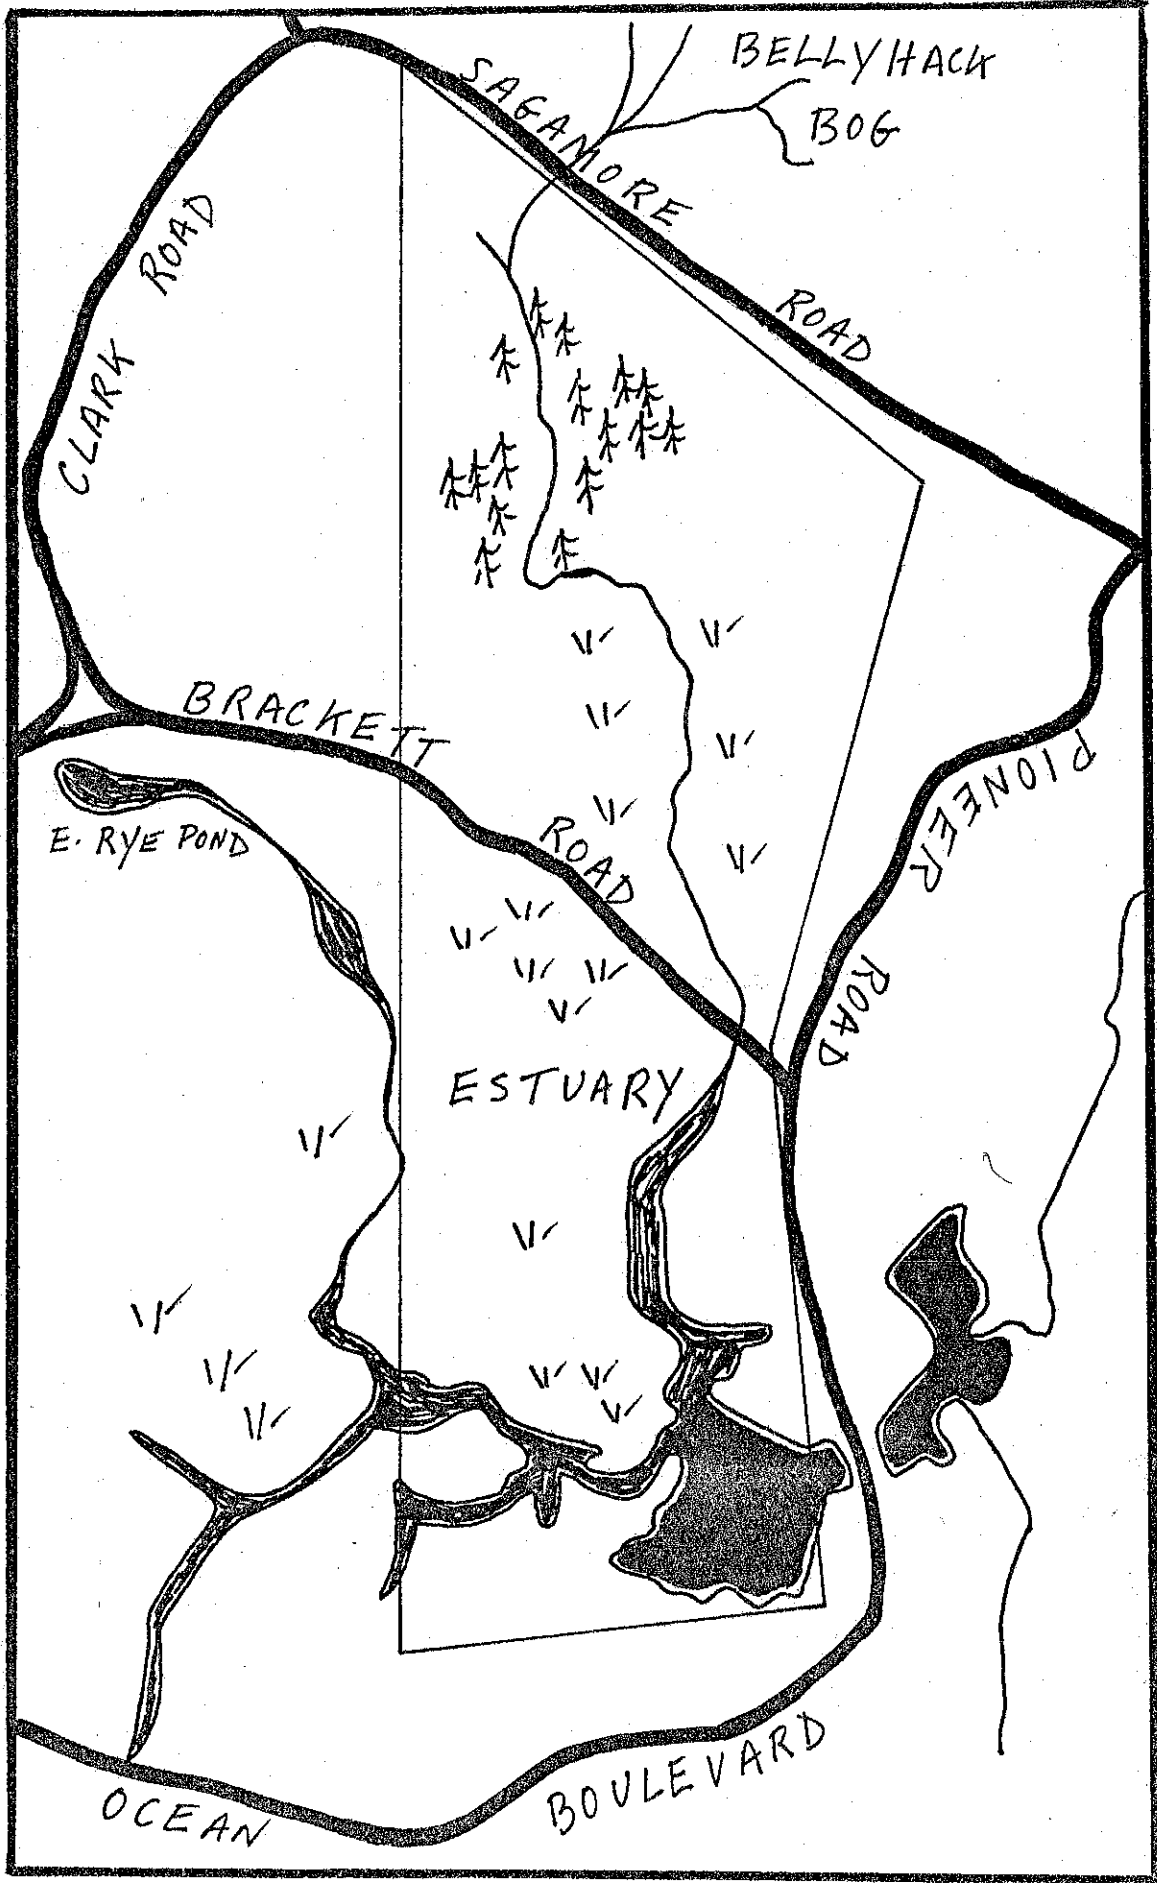 BELLYHACK
BOG
SAGAMORE
ROAD
CLARK ROAD
BRACKETT
ROAD
E. RYE POND
PIONEER
ROAD
ESTUARY
OCEAN
BOULEVARD